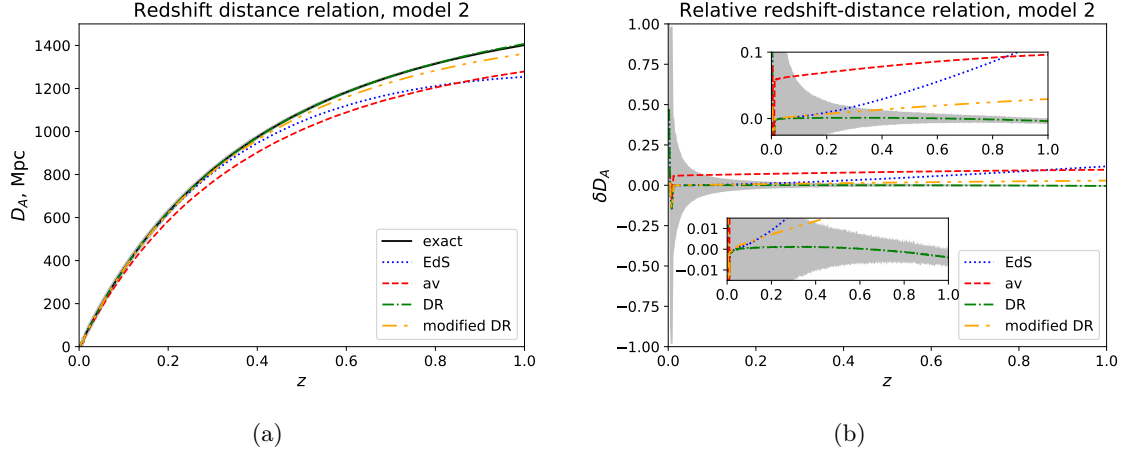 Redshift distance relation, model 2
D_A, Mpc
1400
1200
1000
800
600
400
200
0
0.0 0.2 0.4 0.6 0.8 1.0
z
exact
EdS
av
DR
modified DR
(a)
Relative redshift-distance relation, model 2
δD_A
1.00
0.75
0.50
0.25
0.00
−0.25
−0.50
−0.75
−1.00
0.0 0.2 0.4 0.6 0.8 1.0
z
0.1
0.0
0.0 0.2 0.4 0.6 0.8 1.0
0.01
0.00
−0.01
0.0 0.2 0.4 0.6 0.8 1.0
EdS
av
DR
modified DR
(b)